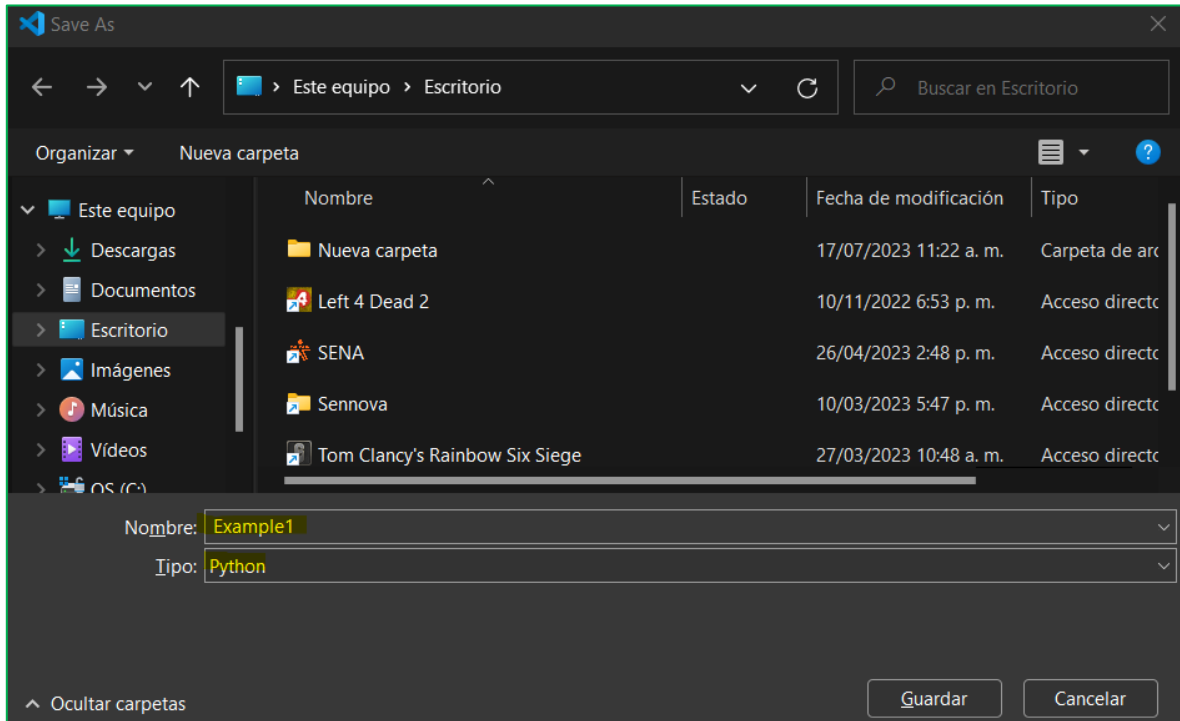 Save As
Este equipo > Escritorio
Buscar en Escritorio
Organizar
Nueva carpeta
Nombre Estado Fecha de modificación Tipo
Este equipo
Descargas
Documentos
Escritorio
Imágenes
Música
Vídeos
OS (C:)
Nueva carpeta 17/07/2023 11:22 a. m. Carpeta de arc
Left 4 Dead 2 10/11/2022 6:53 p. m. Acceso directo
SENA 26/04/2023 2:48 p. m. Acceso directo
Sennova 10/03/2023 5:47 p. m. Acceso directo
Tom Clancy's Rainbow Six Siege 27/03/2023 10:48 a. m. Acceso directo
Nombre: Example1
Tipo: Python
Ocultar carpetas
Guardar
Cancelar